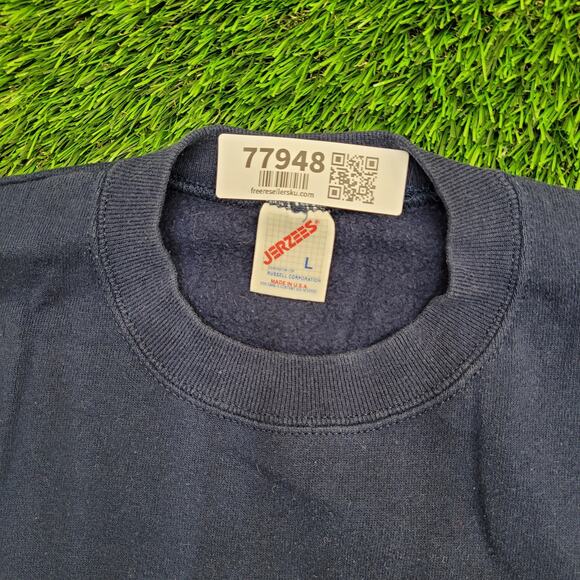 77948
freeresellersku.com
JERZEES
L
RUSSELL CORPORATION
MADE IN U.S.A.